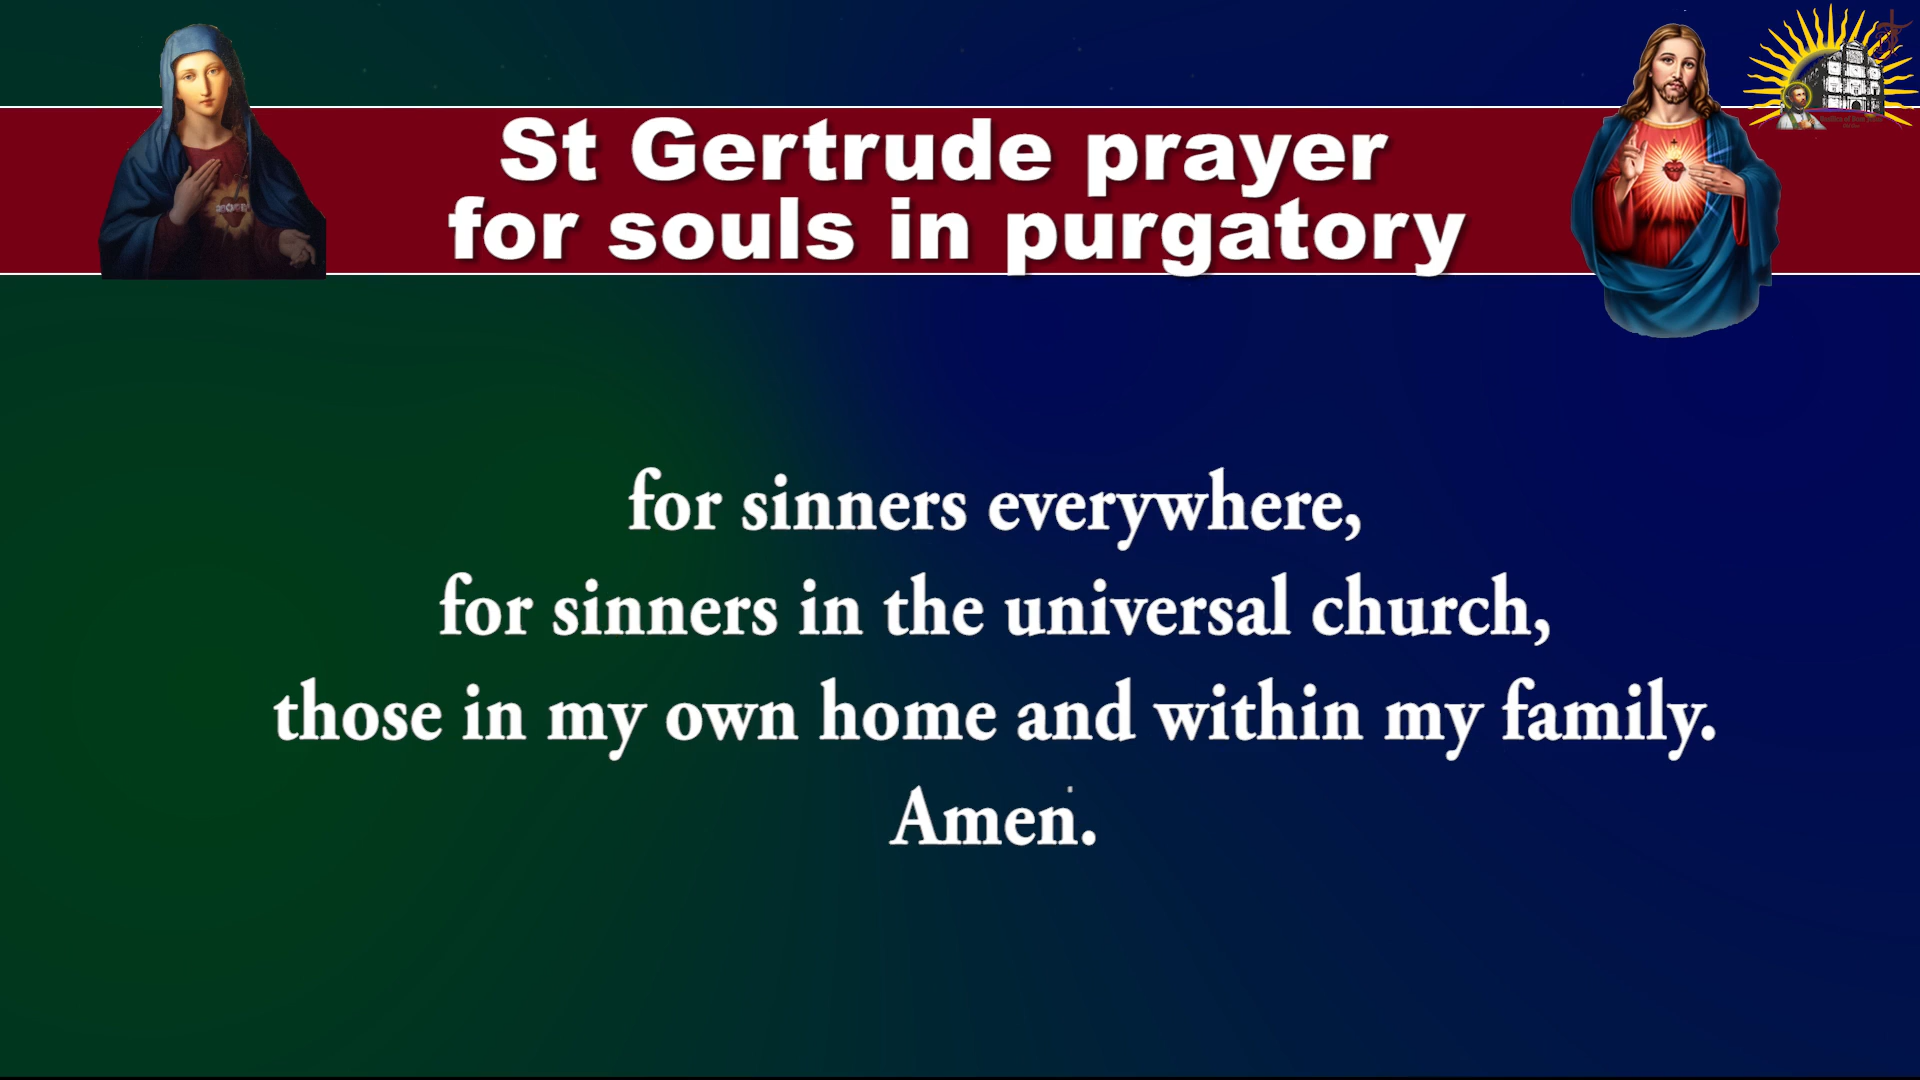 St Gertrude prayer
for souls in purgatory
for sinners everywhere,
for sinners in the universal church,
those in my own home and within my family.
Amen.